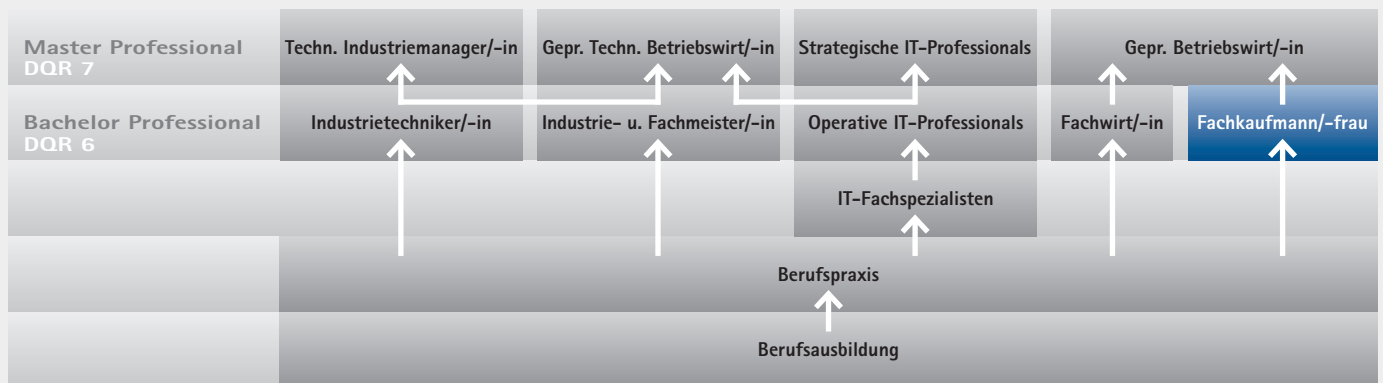 Master Professional
DQR 7
Techn. Industriemanager/-in
Gepr. Techn. Betriebswirt/-in
Strategische IT-Professionals
Gepr. Betriebswirt/-in
Bachelor Professional
DQR 6
Industrietechniker/-in
Industrie- u. Fachmeister/-in
Operative IT-Professionals
Fachwirt/-in
Fachkaufmann/-frau
IT-Fachspezialisten
Berufspraxis
Berufsausbildung